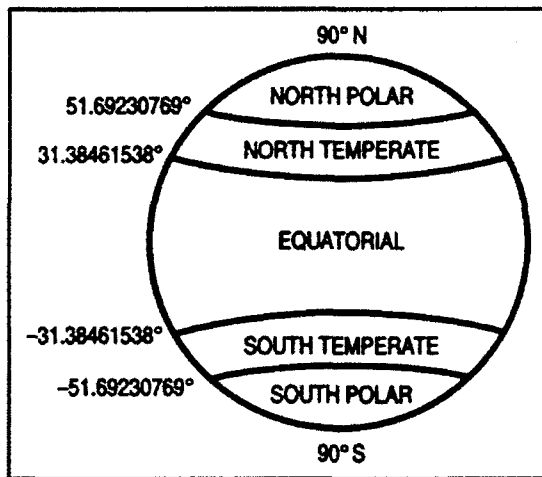 90° N
NORTH POLAR
51.69230769°
NORTH TEMPERATE
31.38461538°
EQUATORIAL
−31.38461538°
SOUTH TEMPERATE
−51.69230769°
SOUTH POLAR
90° S